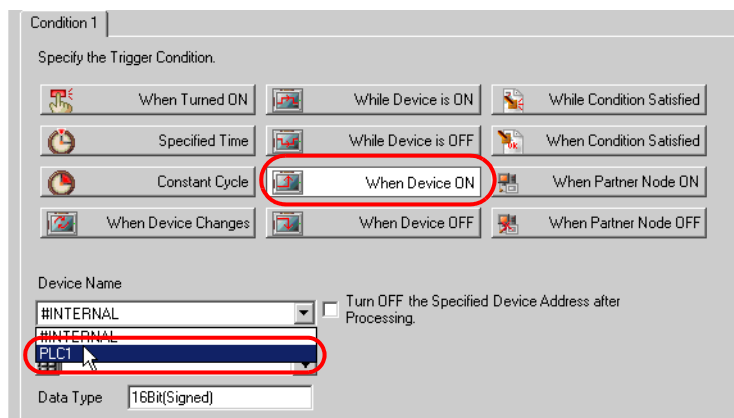 Condition 1
Specify the Trigger Condition.
When Turned ON
While Device is ON
While Condition Satisfied
Specified Time
While Device is OFF
When Condition Satisfied
Constant Cycle
When Device ON
When Partner Node ON
When Device Changes
When Device OFF
When Partner Node OFF
Device Name
#INTERNAL
Turn OFF the Specified Device Address after
Processing.
#INTERNAL
PLC1
Data Type
16Bit(Signed)